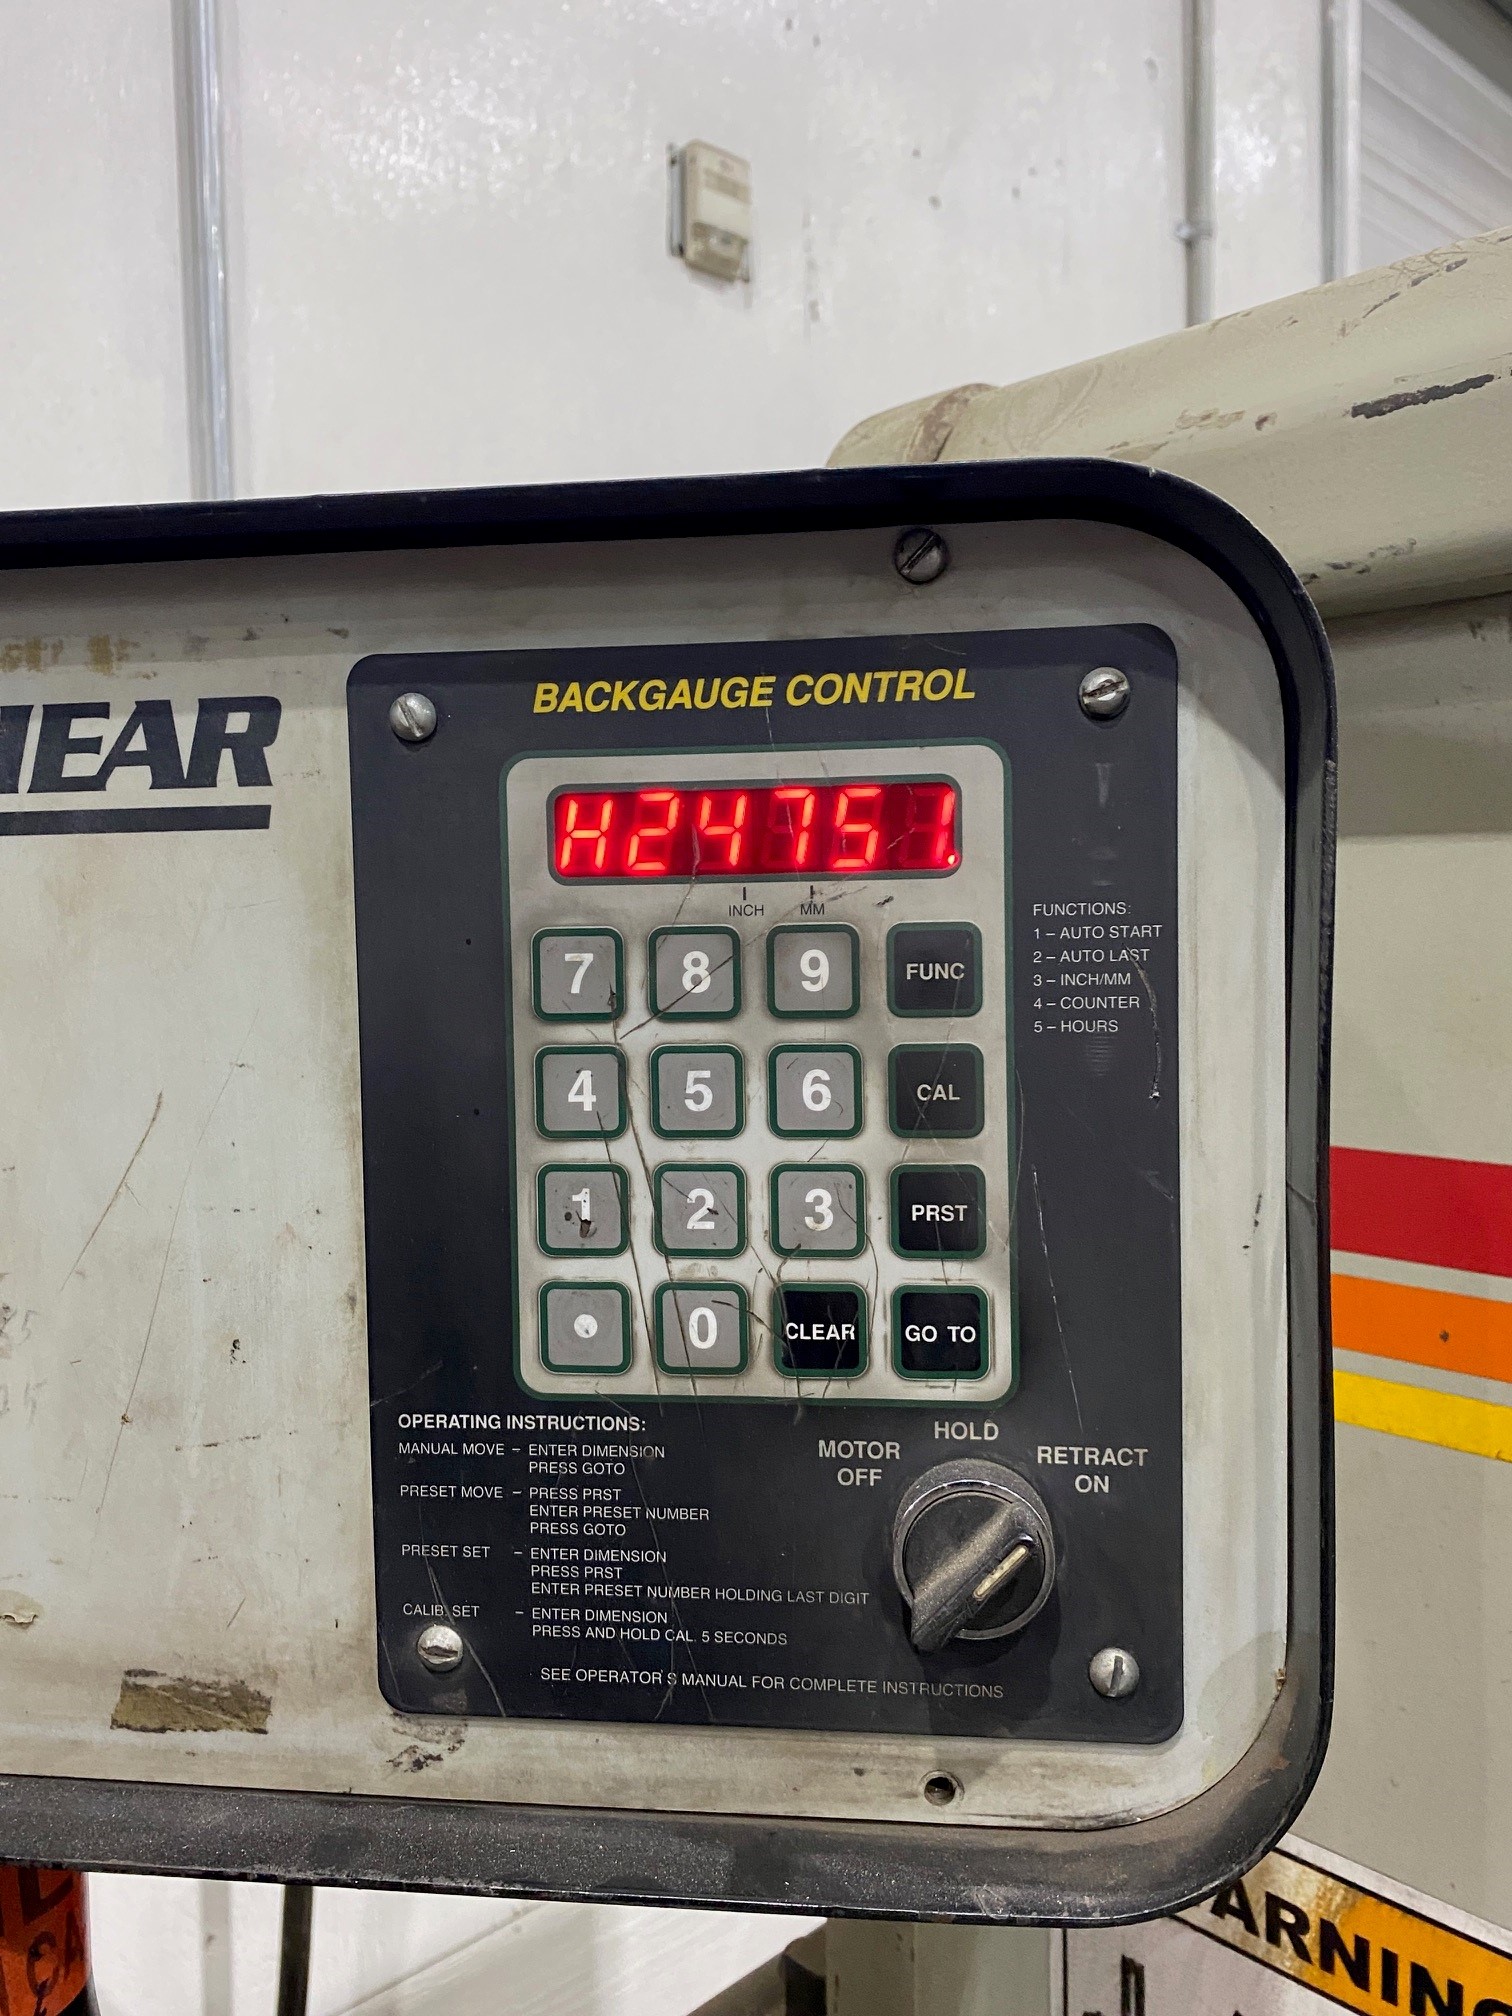 BACKGAUGE CONTROL
HEAR
H24751.
INCH MM
7 8 9 FUNC
4 5 6 CAL
1 2 3 PRST
• 0 CLEAR GO TO
FUNCTIONS:
1 – AUTO START
2 – AUTO LAST
3 – INCH/MM
4 – COUNTER
5 – HOURS
OPERATING INSTRUCTIONS:
MANUAL MOVE – ENTER DIMENSION
PRESS GOTO
PRESET MOVE – PRESS PRST
ENTER PRESET NUMBER
PRESS GOTO
PRESET SET – ENTER DIMENSION
PRESS PRST
ENTER PRESET NUMBER HOLDING LAST DIGIT
CALIB. SET – ENTER DIMENSION
PRESS AND HOLD CAL. 5 SECONDS
SEE OPERATOR'S MANUAL FOR COMPLETE INSTRUCTIONS
MOTOR
OFF
HOLD
RETRACT
ON
ARNING